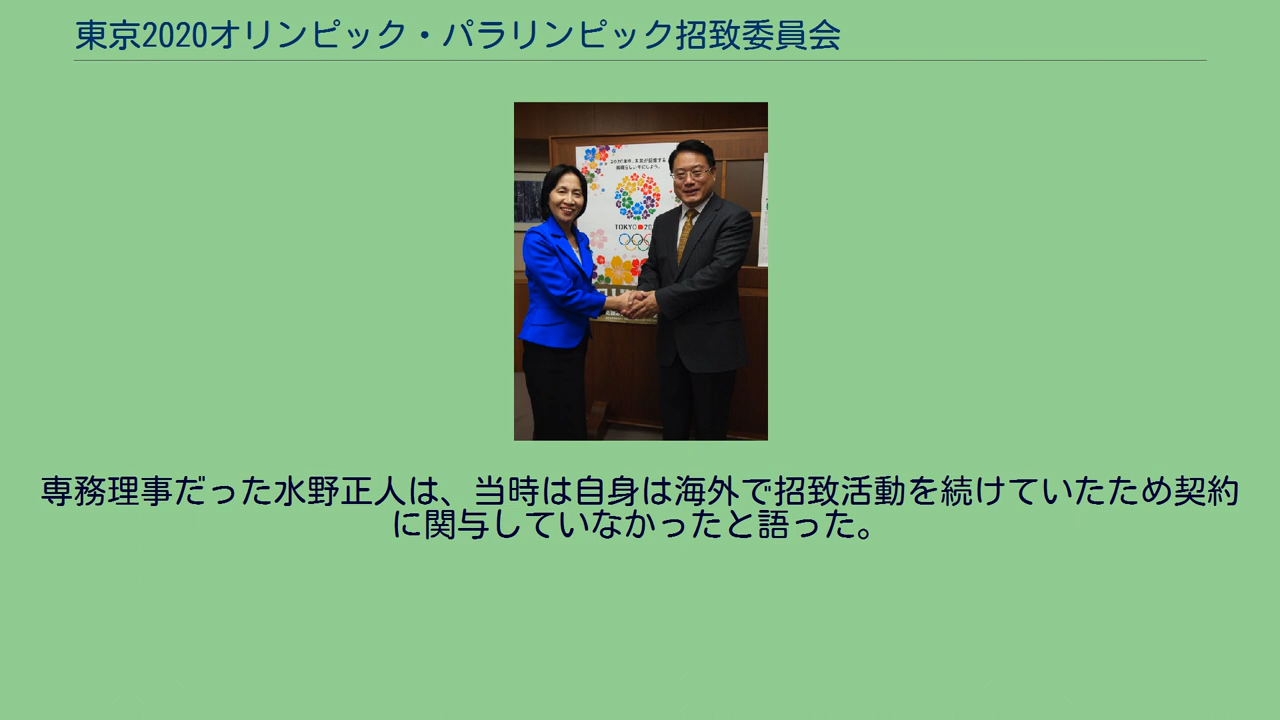 東京2020オリンピック・パラリンピック招致委員会
TOKYO 2020
専務理事だった水野正人は、当時は自身は海外で招致活動を続けていたため契約
に関与していなかったと語った。